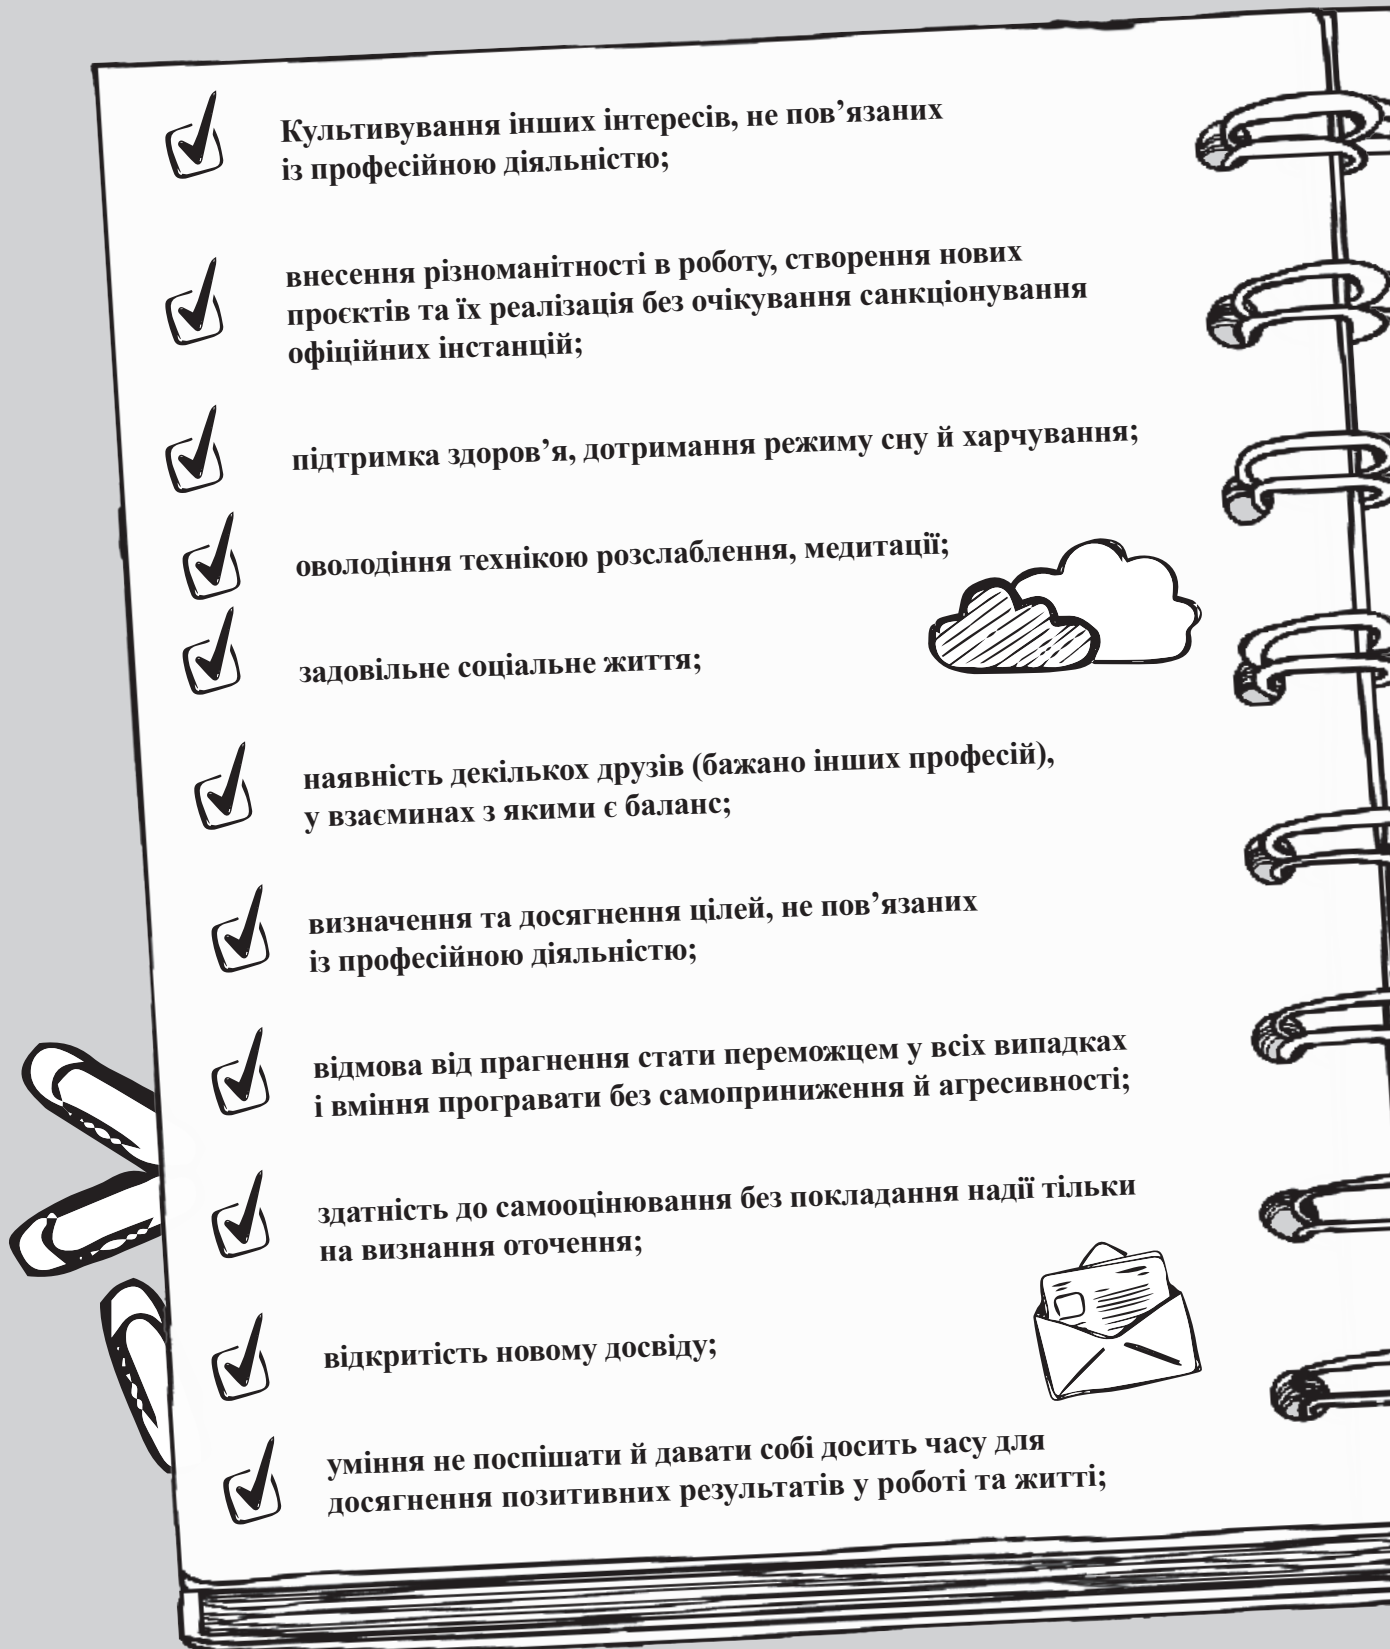 Культивування інших інтересів, не пов’язаних
із професійною діяльністю;
внесення різноманітності в роботу, створення нових
проєктів та їх реалізація без очікування санкціонування
офіційних інстанцій;
підтримка здоров’я, дотримання режиму сну й харчування;
оволодіння технікою розслаблення, медитації;
задовільне соціальне життя;
наявність декількох друзів (бажано інших професій),
у взаєминах з якими є баланс;
визначення та досягнення цілей, не пов’язаних
із професійною діяльністю;
відмова від прагнення стати переможцем у всіх випадках
і вміння програвати без самоприниження й агресивності;
здатність до самооцінювання без покладання надії тільки
на визнання оточення;
відкритість новому досвіду;
уміння не поспішати й давати собі досить часу для
досягнення позитивних результатів у роботі та житті;